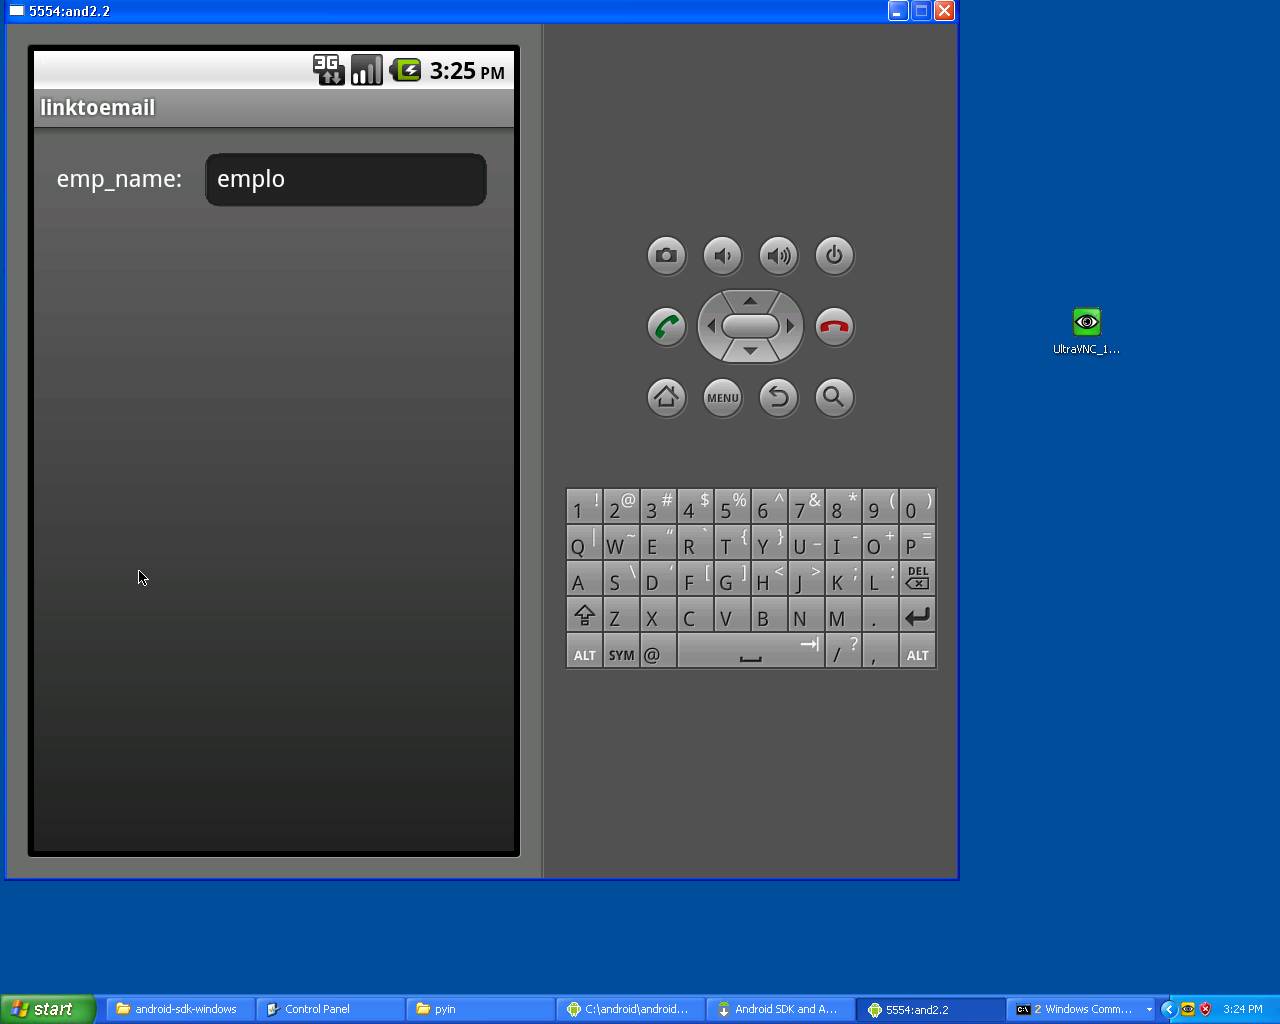 5554:and2.2
3G 3:25 PM
linktoemail
emp_name: emplo
MENU
UltraVNC_1...
1 ! 2 @ 3 # 4 $ 5 % 6 ^ 7 & 8 * 9 ( 0 )
Q | W ~ E " R ` T { Y } U _ I - O + P =
A S \ D ' F [ G ] H < J > K ; L : DEL
Z X C V B N M .
ALT SYM @ / ? , ALT
start android-sdk-windows Control Panel pyin C:\android\android... Android SDK and A... 5554:and2.2 2 Windows Comm... 3:24 PM